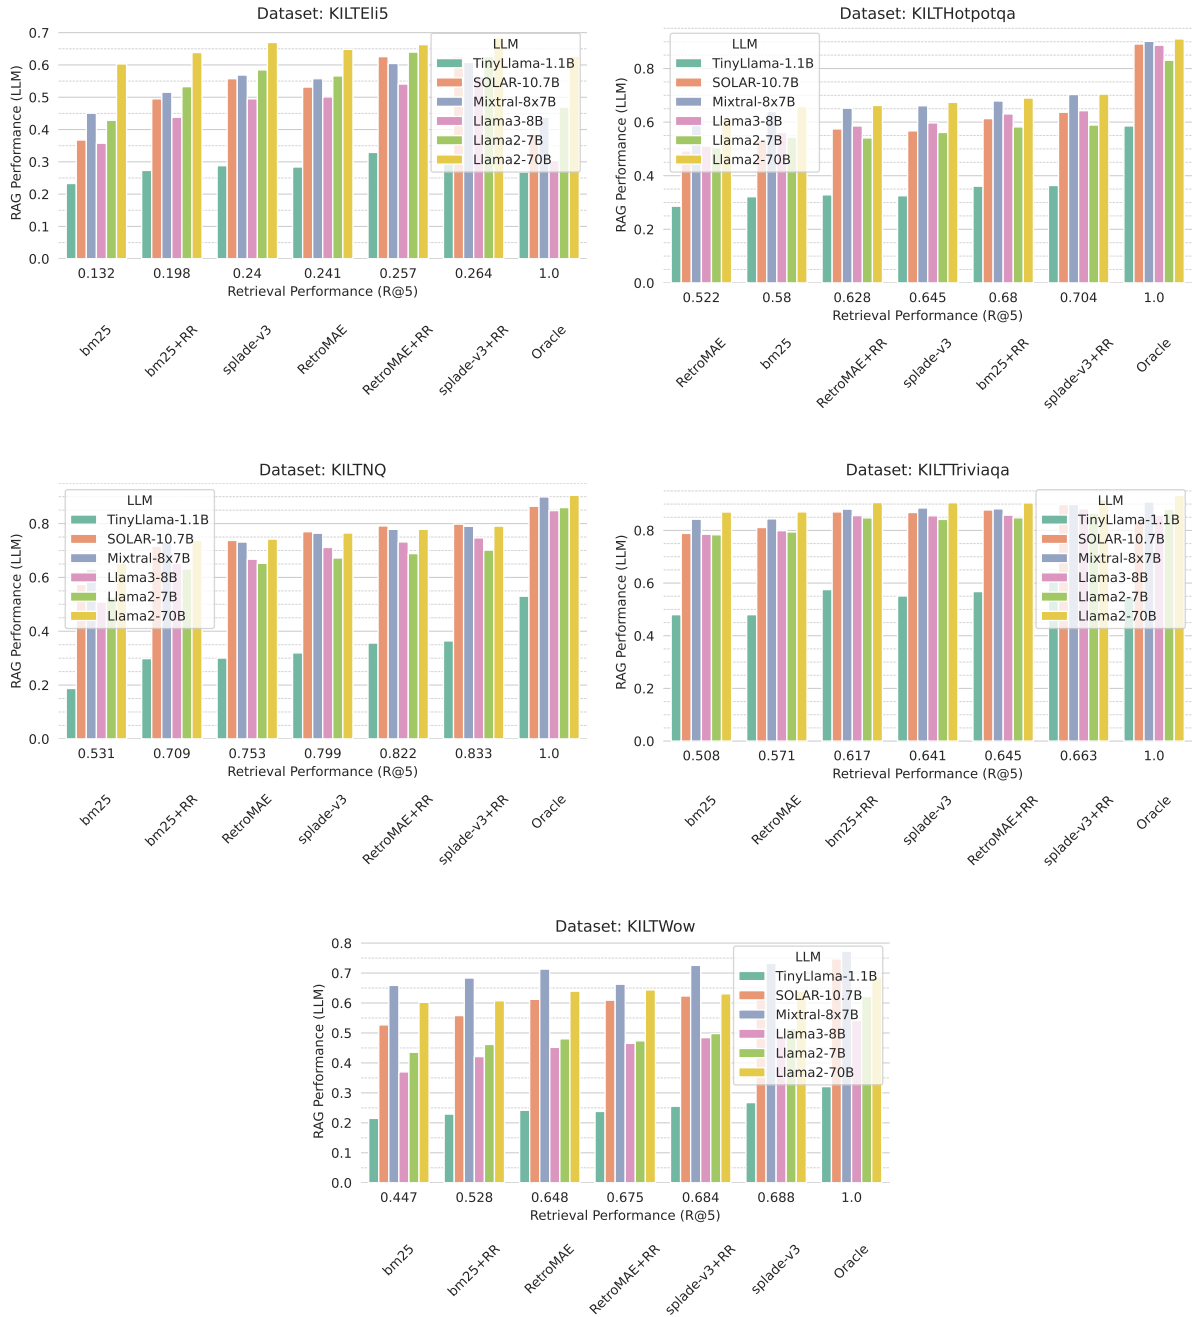 Dataset: KILTEli5
RAG Performance (LLM)
0.7
0.6
0.5
0.4
0.3
0.2
0.1
0.0
LLM
TinyLlama-1.1B
SOLAR-10.7B
Mixtral-8x7B
Llama3-8B
Llama2-7B
Llama2-70B
0.132 0.198 0.24 0.241 0.257 0.264 1.0
Retrieval Performance (R@5)
bm25 bm25+RR splade-v3 RetroMAE RetroMAE+RR splade-v3+RR Oracle
Dataset: KILTHotpotqa
RAG Performance (LLM)
0.8
0.6
0.4
0.2
0.0
LLM
TinyLlama-1.1B
SOLAR-10.7B
Mixtral-8x7B
Llama3-8B
Llama2-7B
Llama2-70B
0.522 0.58 0.628 0.645 0.68 0.704 1.0
Retrieval Performance (R@5)
RetroMAE bm25 RetroMAE+RR splade-v3 bm25+RR splade-v3+RR Oracle
Dataset: KILTNQ
RAG Performance (LLM)
0.8
0.6
0.4
0.2
0.0
LLM
TinyLlama-1.1B
SOLAR-10.7B
Mixtral-8x7B
Llama3-8B
Llama2-7B
Llama2-70B
0.531 0.709 0.753 0.799 0.822 0.833 1.0
Retrieval Performance (R@5)
bm25 bm25+RR RetroMAE splade-v3 RetroMAE+RR splade-v3+RR Oracle
Dataset: KILTTriviaqa
RAG Performance (LLM)
0.8
0.6
0.4
0.2
0.0
LLM
TinyLlama-1.1B
SOLAR-10.7B
Mixtral-8x7B
Llama3-8B
Llama2-7B
Llama2-70B
0.508 0.571 0.617 0.641 0.645 0.663 1.0
Retrieval Performance (R@5)
bm25 RetroMAE bm25+RR splade-v3 RetroMAE+RR splade-v3+RR Oracle
Dataset: KILTWow
RAG Performance (LLM)
0.8
0.7
0.6
0.5
0.4
0.3
0.2
0.1
0.0
LLM
TinyLlama-1.1B
SOLAR-10.7B
Mixtral-8x7B
Llama3-8B
Llama2-7B
Llama2-70B
0.447 0.528 0.648 0.675 0.684 0.688 1.0
Retrieval Performance (R@5)
bm25 bm25+RR RetroMAE RetroMAE+RR splade-v3+RR splade-v3 Oracle